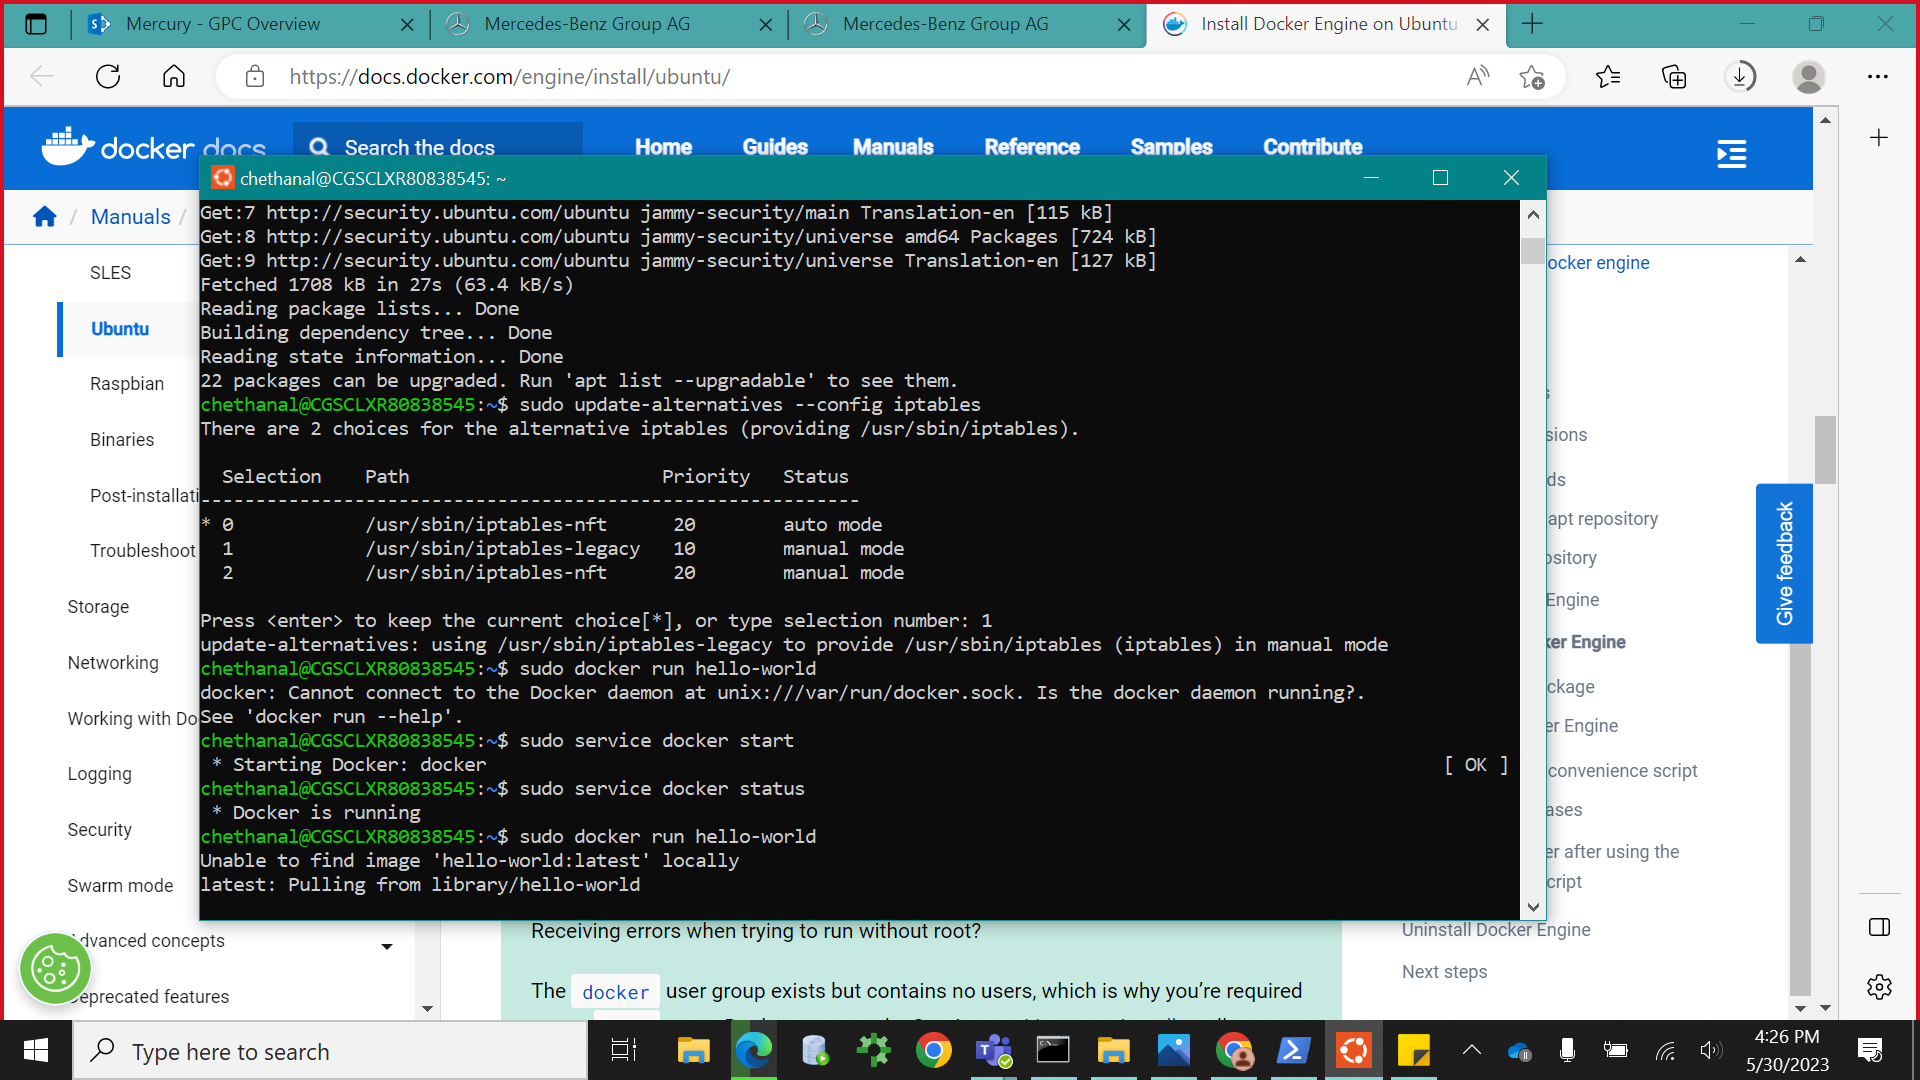 Mercury - GPC Overview
Mercedes-Benz Group AG
Mercedes-Benz Group AG
Install Docker Engine on Ubuntu
https://docs.docker.com/engine/install/ubuntu/
docker docs
Search the docs
Home
Guides
Manuals
Reference
Samples
Contribute
/ Manuals /
SLES
Ubuntu
Raspbian
Binaries
Post-installati
Troubleshoot
Storage
Networking
Working with Do
Logging
Security
Swarm mode
dvanced concepts
eprecated features
chethanal@CGSCLXR80838545: ~
Get:7 http://security.ubuntu.com/ubuntu jammy-security/main Translation-en [115 kB]
Get:8 http://security.ubuntu.com/ubuntu jammy-security/universe amd64 Packages [724 kB]
Get:9 http://security.ubuntu.com/ubuntu jammy-security/universe Translation-en [127 kB]
Fetched 1708 kB in 27s (63.4 kB/s)
Reading package lists... Done
Building dependency tree... Done
Reading state information... Done
22 packages can be upgraded. Run 'apt list --upgradable' to see them.
chethanal@CGSCLXR80838545:~$ sudo update-alternatives --config iptables
There are 2 choices for the alternative iptables (providing /usr/sbin/iptables).
Selection Path Priority Status
------------------------------------------------------------
* 0 /usr/sbin/iptables-nft 20 auto mode
1 /usr/sbin/iptables-legacy 10 manual mode
2 /usr/sbin/iptables-nft 20 manual mode
Press <enter> to keep the current choice[*], or type selection number: 1
update-alternatives: using /usr/sbin/iptables-legacy to provide /usr/sbin/iptables (iptables) in manual mode
chethanal@CGSCLXR80838545:~$ sudo docker run hello-world
docker: Cannot connect to the Docker daemon at unix:///var/run/docker.sock. Is the docker daemon running?.
See 'docker run --help'.
chethanal@CGSCLXR80838545:~$ sudo service docker start
* Starting Docker: docker [ OK ]
chethanal@CGSCLXR80838545:~$ sudo service docker status
* Docker is running
chethanal@CGSCLXR80838545:~$ sudo docker run hello-world
Unable to find image 'hello-world:latest' locally
latest: Pulling from library/hello-world
Receiving errors when trying to run without root?
The docker user group exists but contains no users, which is why you're required
ocker engine
s
sions
ds
apt repository
ository
Engine
ker Engine
ckage
er Engine
convenience script
ases
er after using the
cript
Uninstall Docker Engine
Next steps
Give feedback
Type here to search
4:26 PM
5/30/2023